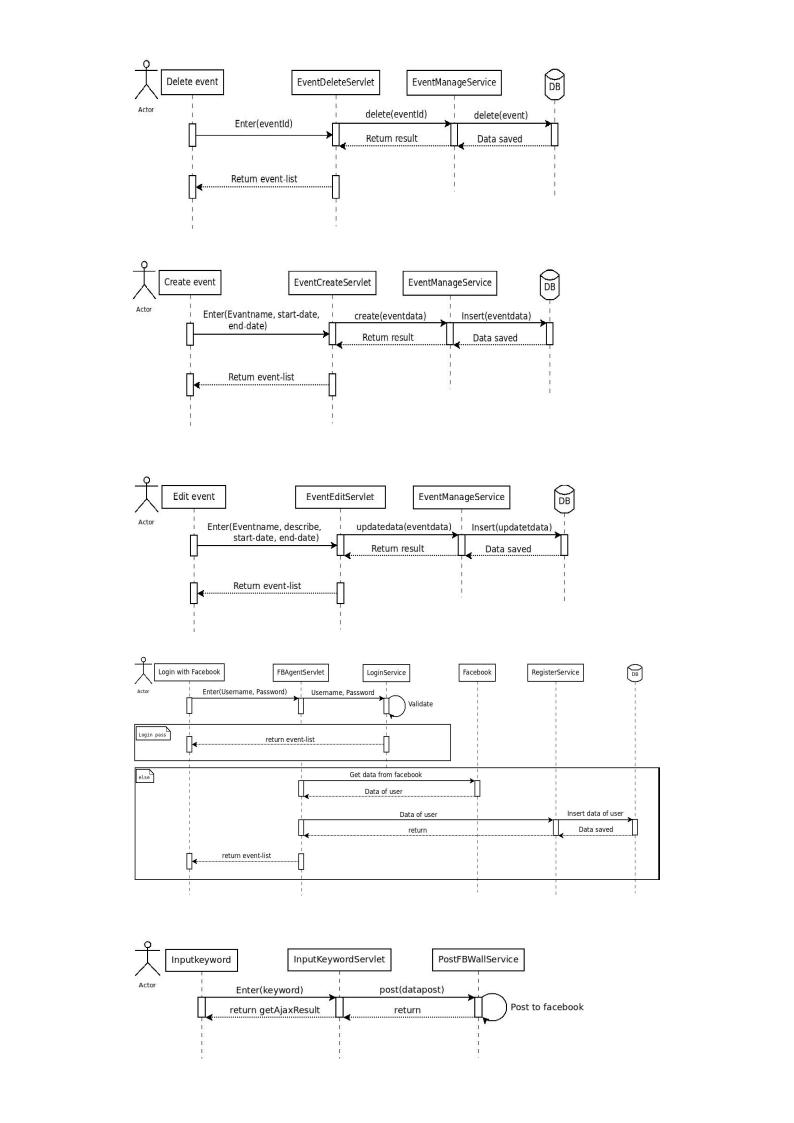 Delete event
EventDeleteServlet
EventManageService
DB
Actor
Enter(eventId)
delete(eventId)
delete(event)
Return result
Data saved
Return event-list
Create event
EventCreateServlet
EventManageService
DB
Actor
Enter(Evantname, start-date,
end-date)
create(eventdata)
Insert(eventdata)
Return result
Data saved
Return event-list
Edit event
EventEditServlet
EventManageService
DB
Actor
Enter(Eventname, describe,
start-date, end-date)
updatedata(eventdata)
Insert(updatetdata)
Return result
Data saved
Return event-list
Login with Facebook
FBAgentServlet
LoginService
Facebook
RegisterService
DB
Actor
Enter(Username, Password)
Username, Password
Validate
Login pass
return event-list
else
Get data from facebook
Data of user
Data of user
Insert data of user
return
Data saved
return event-list
Inputkeyword
InputKeywordServlet
PostFBWallService
Actor
Enter(keyword)
post(datapost)
Post to facebook
return getAjaxResult
return